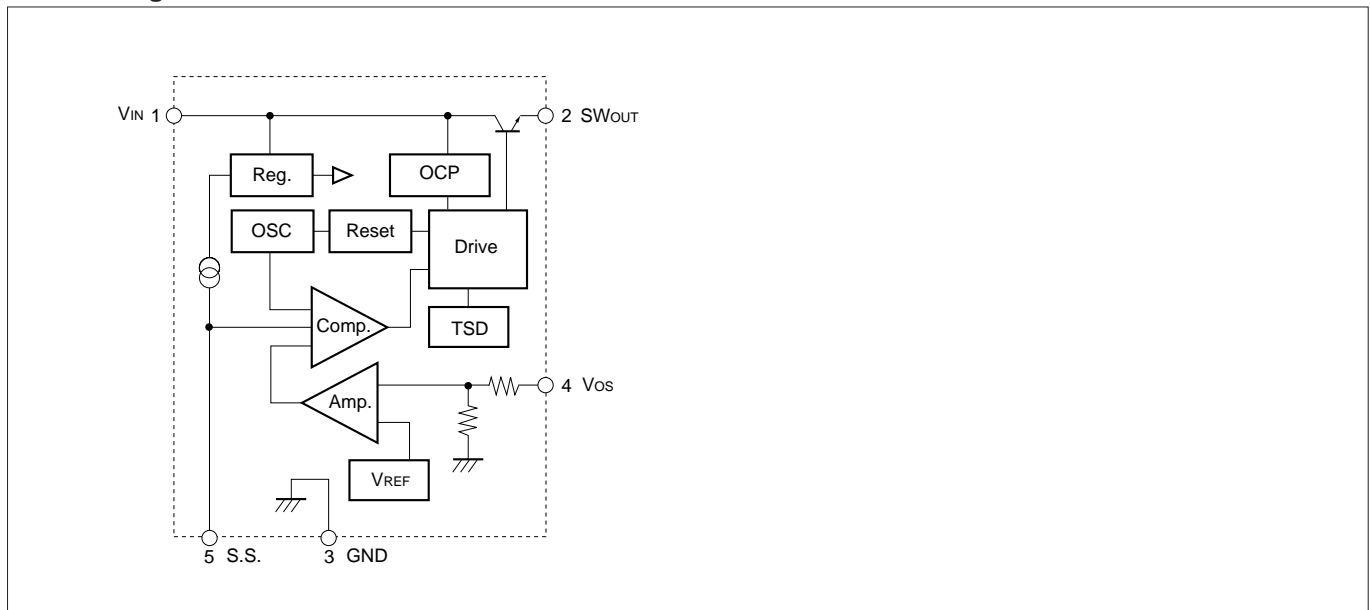 VIN 1
2 SWOUT
Reg.
OCP
OSC
Reset
Drive
Comp.
TSD
4 VOS
Amp.
VREF
5 S.S.
3 GND